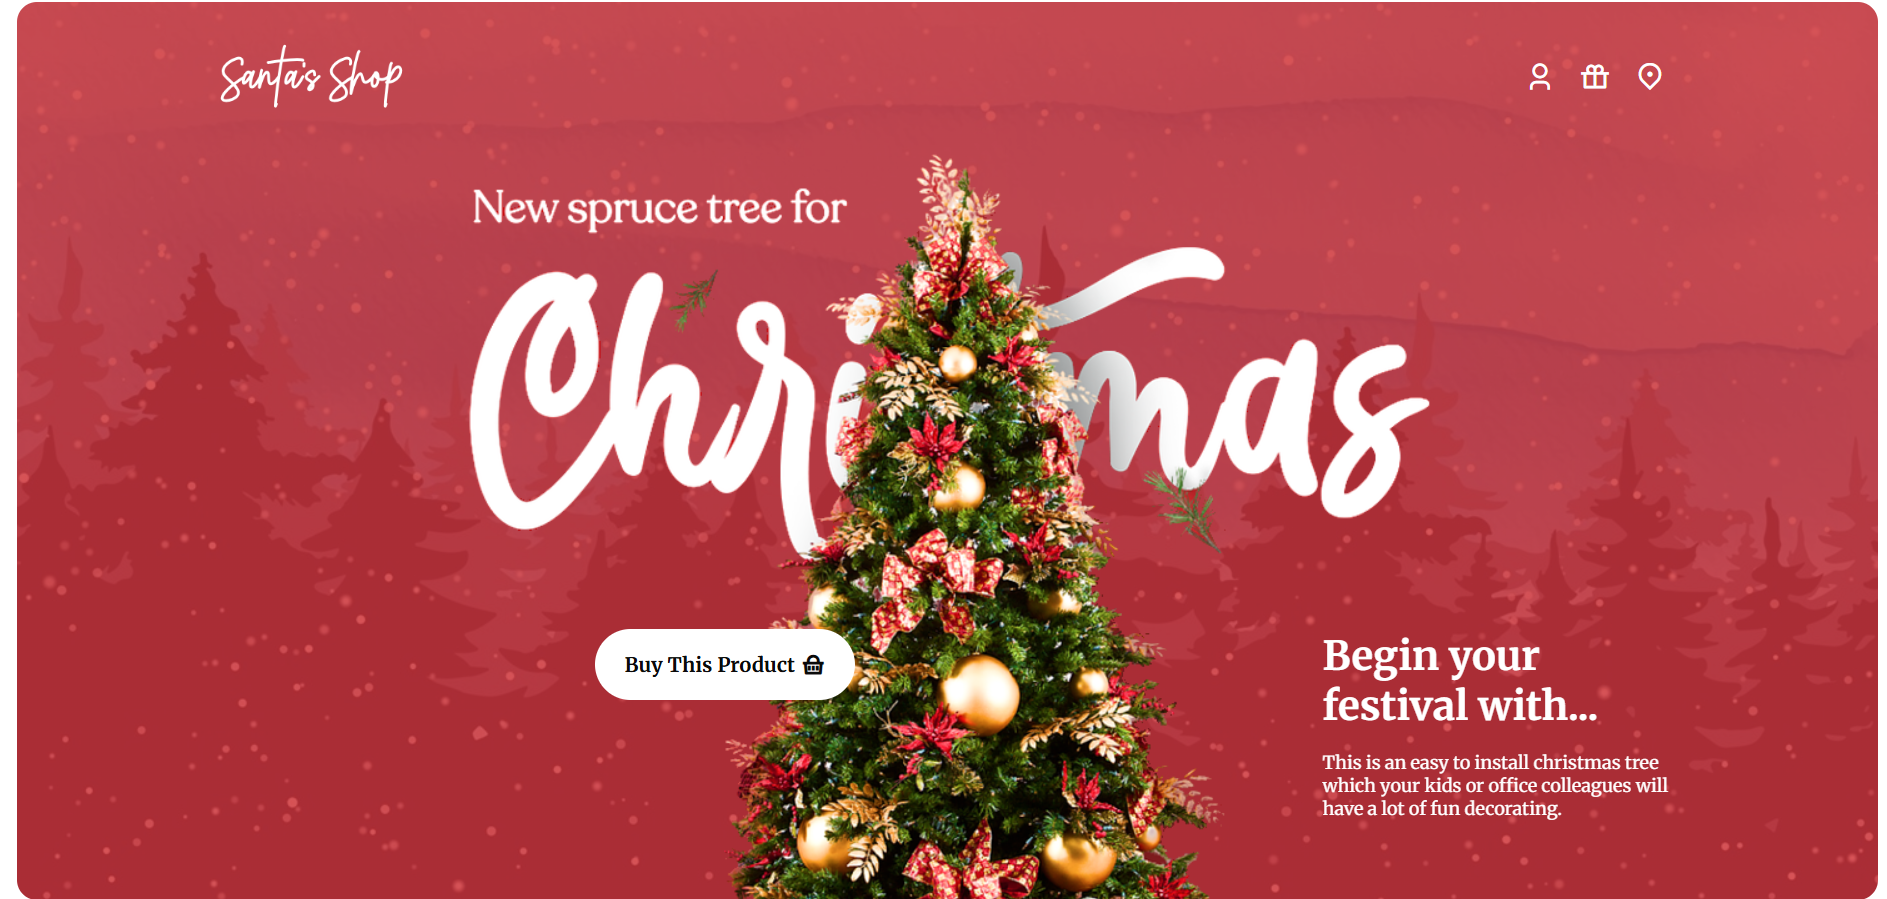 Santa's Shop
New spruce tree for
Christmas
Buy This Product
Begin your
festival with...
This is an easy to install christmas tree
which your kids or office colleagues will
have a lot of fun decorating.